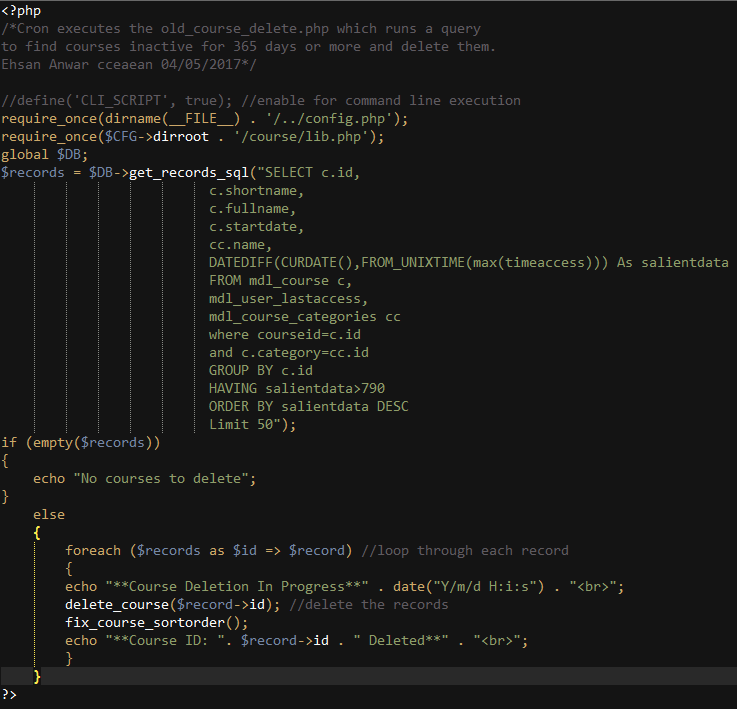 <?php
/*Cron executes the old_course_delete.php which runs a query
to find courses inactive for 365 days or more and delete them.
Ehsan Anwar cceaean 04/05/2017*/
//define('CLI_SCRIPT', true); //enable for command line execution
require_once(dirname(__FILE__) . '/../config.php');
require_once($CFG->dirroot . '/course/lib.php');
global $DB;
$records = $DB->get_records_sql("SELECT c.id,
c.shortname,
c.fullname,
c.startdate,
cc.name,
DATEDIFF(CURDATE(),FROM_UNIXTIME(max(timeaccess))) As salientdata
FROM mdl_course c,
mdl_user_lastaccess,
mdl_course_categories cc
where courseid=c.id
and c.category=cc.id
GROUP BY c.id
HAVING salientdata>790
ORDER BY salientdata DESC
Limit 50");
if (empty($records))
{
echo "No courses to delete";
}
else
{
foreach ($records as $id => $record) //loop through each record
{
echo "**Course Deletion In Progress**" . date("Y/m/d H:i:s") . "<br>";
delete_course($record->id); //delete the records
fix_course_sortorder();
echo "**Course ID: ". $record->id . " Deleted**" . "<br>";
}
}
?>